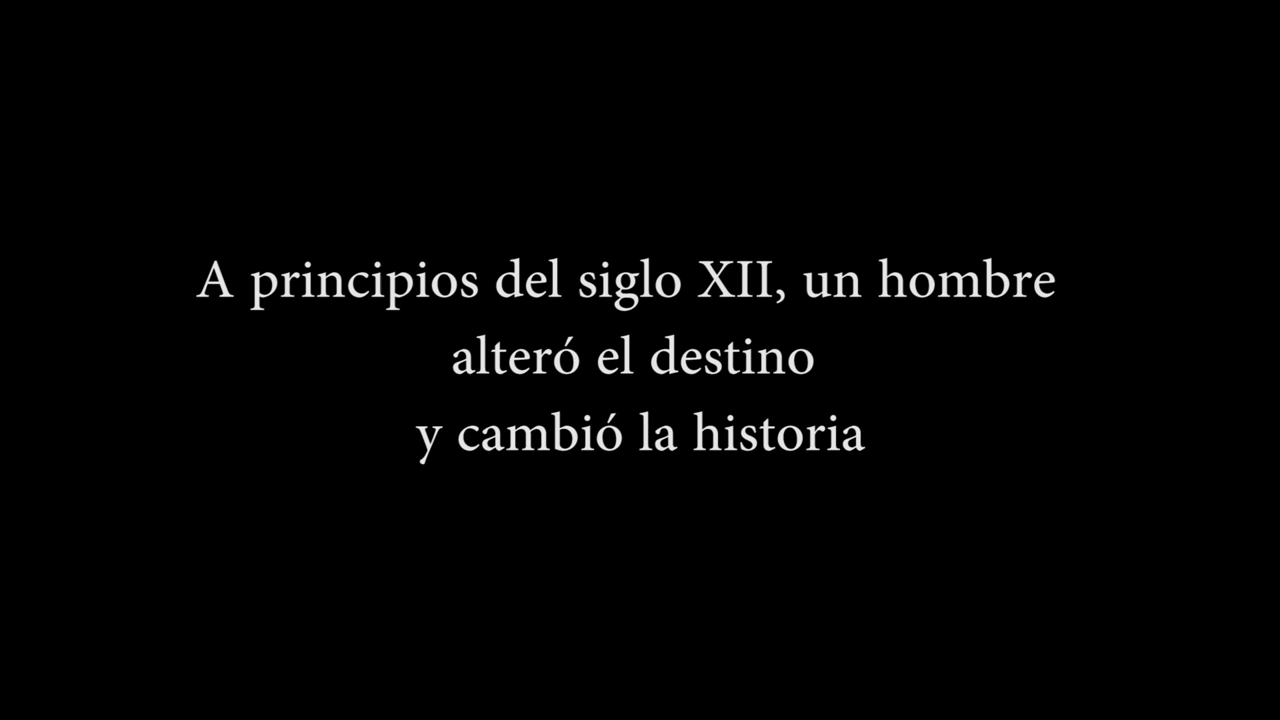 A principios del siglo XII, un hombre
alteró el destino
y cambió la historia